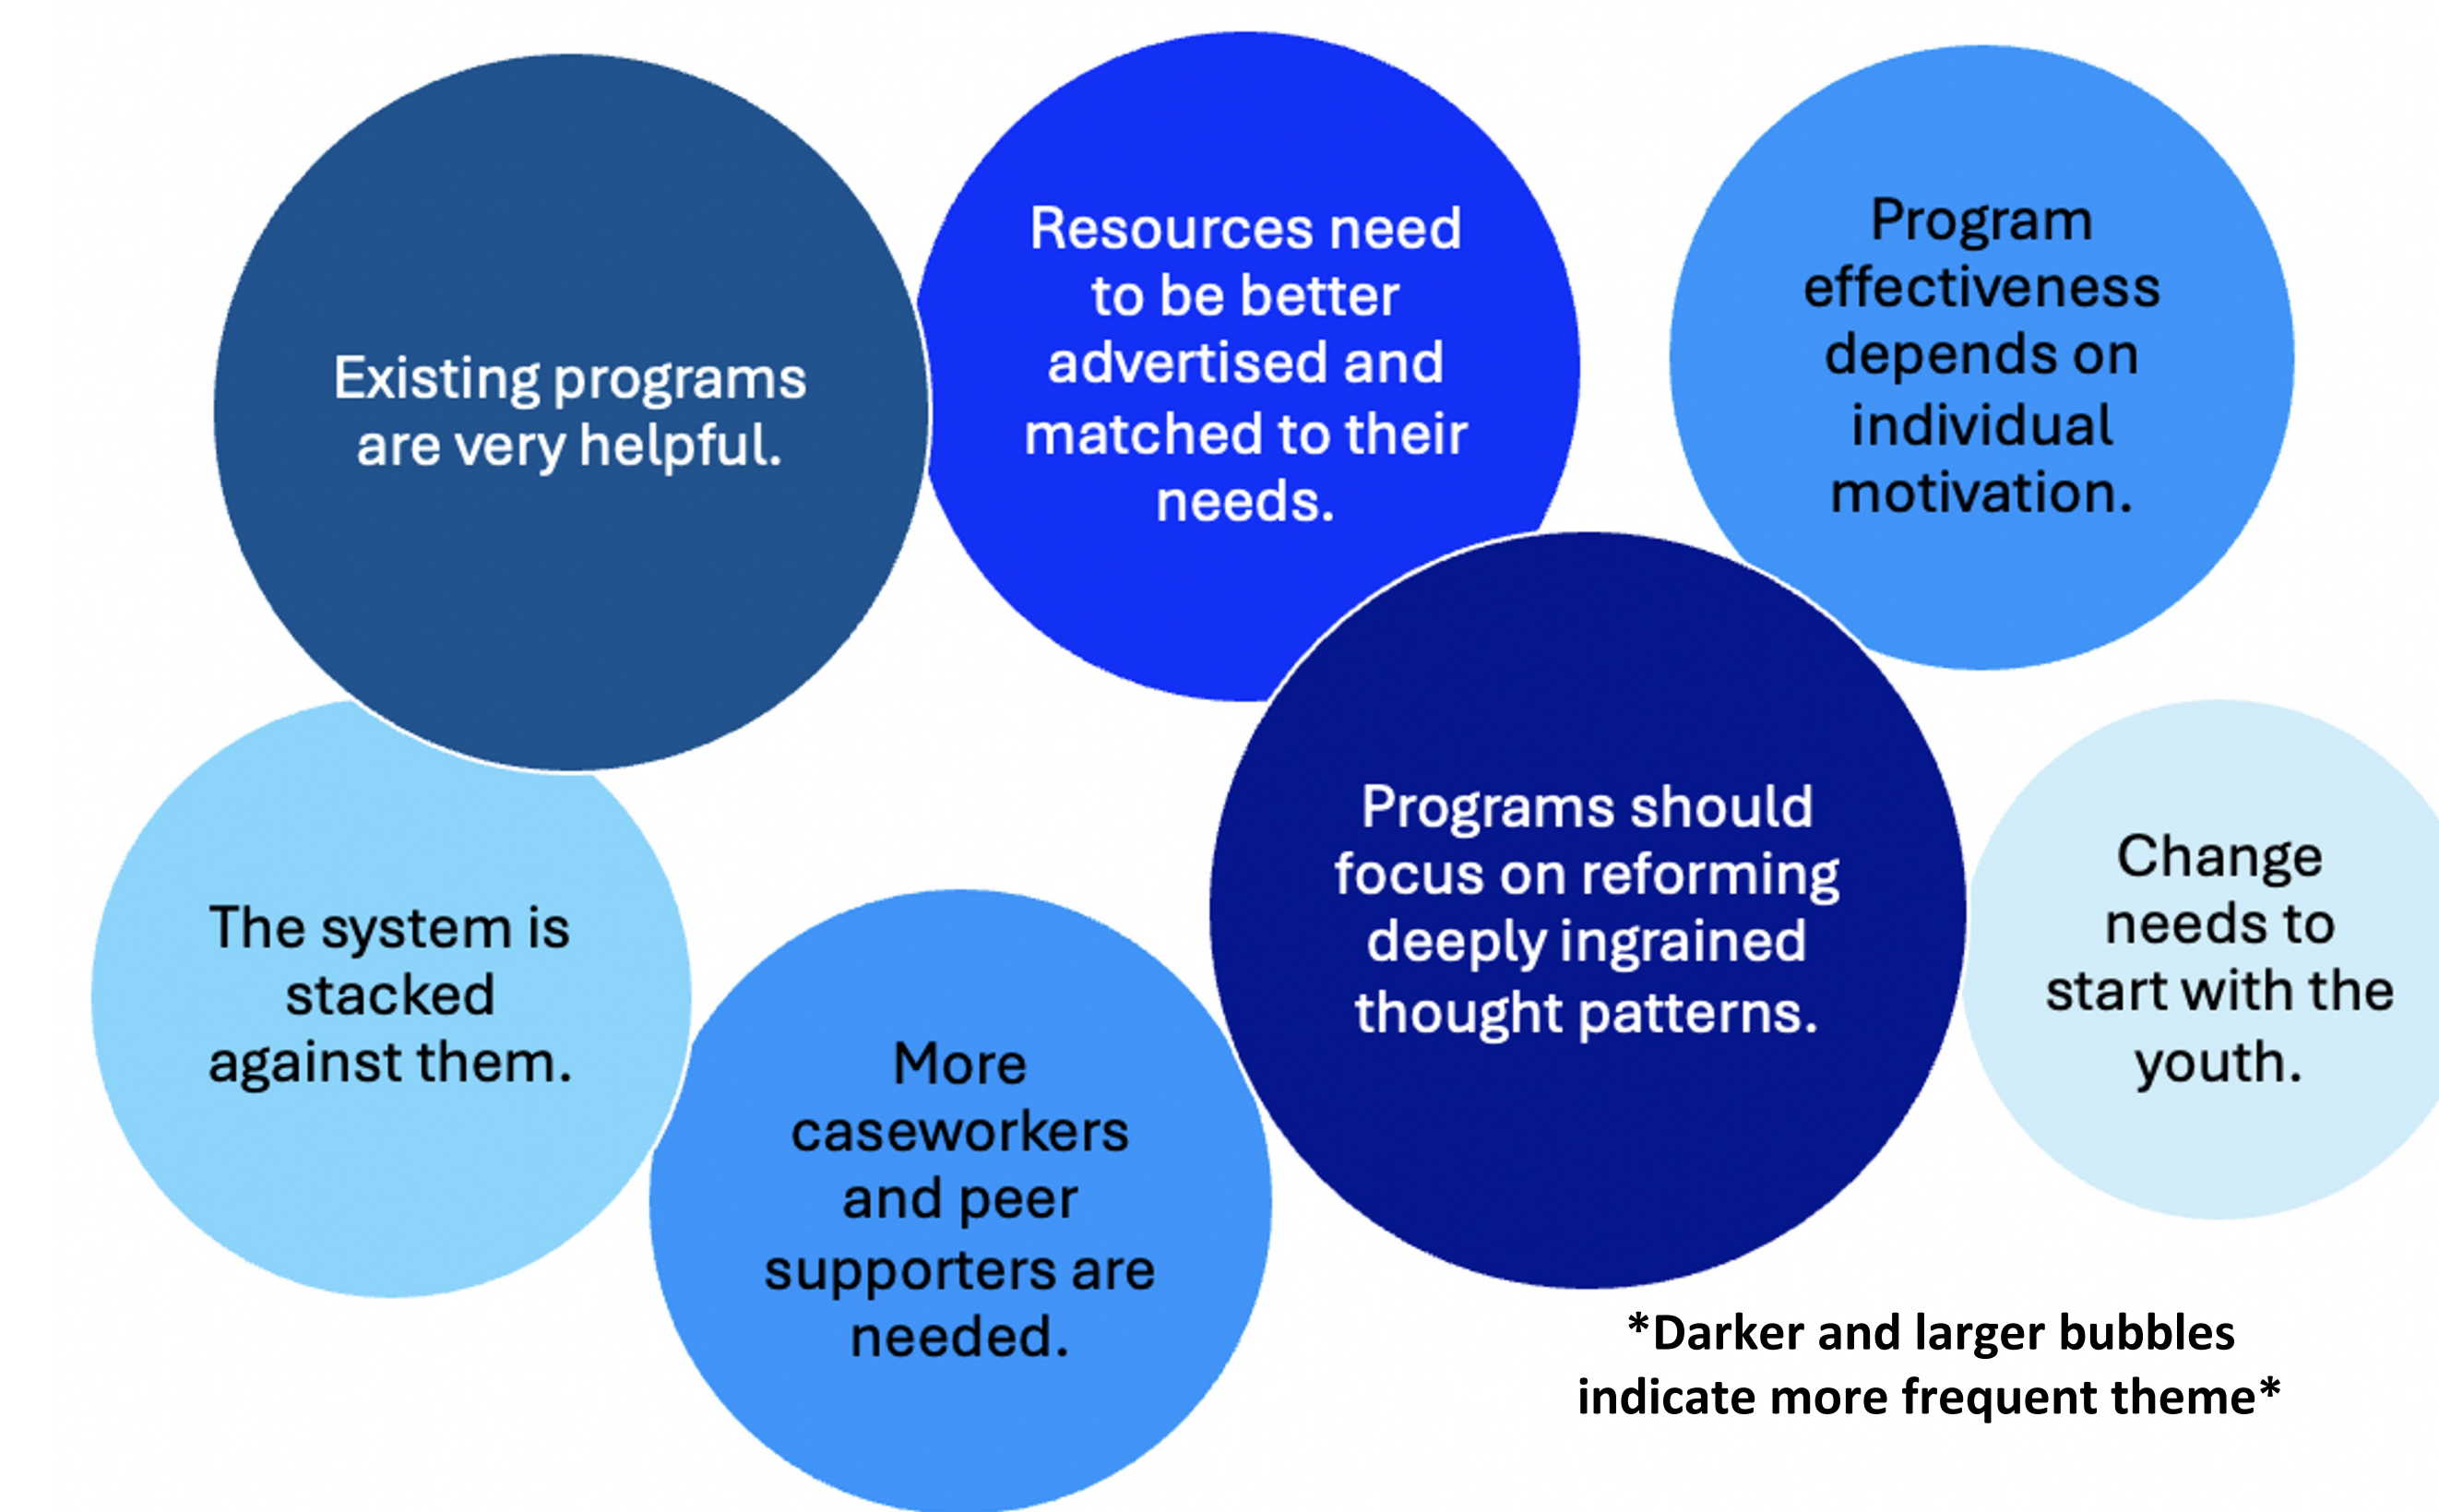 Existing programs
are very helpful.
Resources need
to be better
advertised and
matched to their
needs.
Program
effectiveness
depends on
individual
motivation.
The system is
stacked
against them.
More
caseworkers
and peer
supporters are
needed.
Programs should
focus on reforming
deeply ingrained
thought patterns.
Change
needs to
start with the
youth.
*Darker and larger bubbles
indicate more frequent theme*